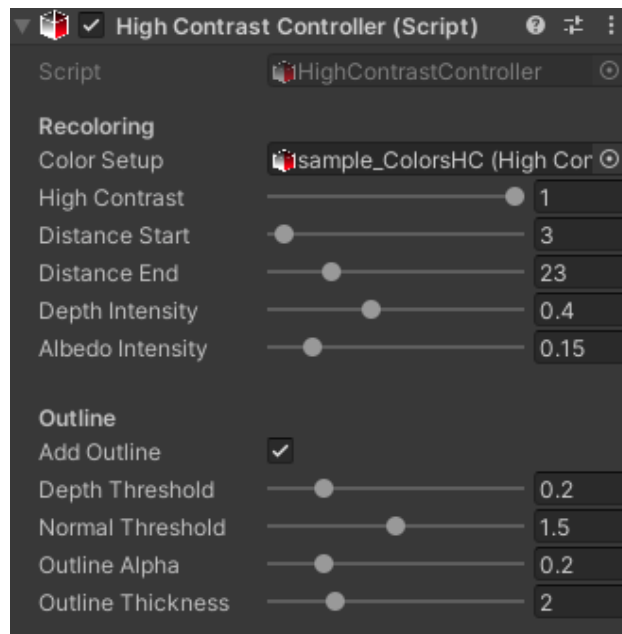 High Contrast Controller (Script)
Script HighContrastController
Recoloring
Color Setup sample_ColorsHC (High Cor
High Contrast 1
Distance Start 3
Distance End 23
Depth Intensity 0.4
Albedo Intensity 0.15
Outline
Add Outline
Depth Threshold 0.2
Normal Threshold 1.5
Outline Alpha 0.2
Outline Thickness 2